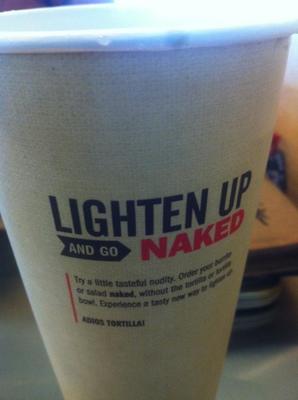 LIGHTEN UP
AND GO NAKED
Try a little tasteful nudity. Order your burrito
or salad naked, without the tortilla or tortilla
bowl. Experience a tasty new way to lighten up.
ADIOS TORTILLA!